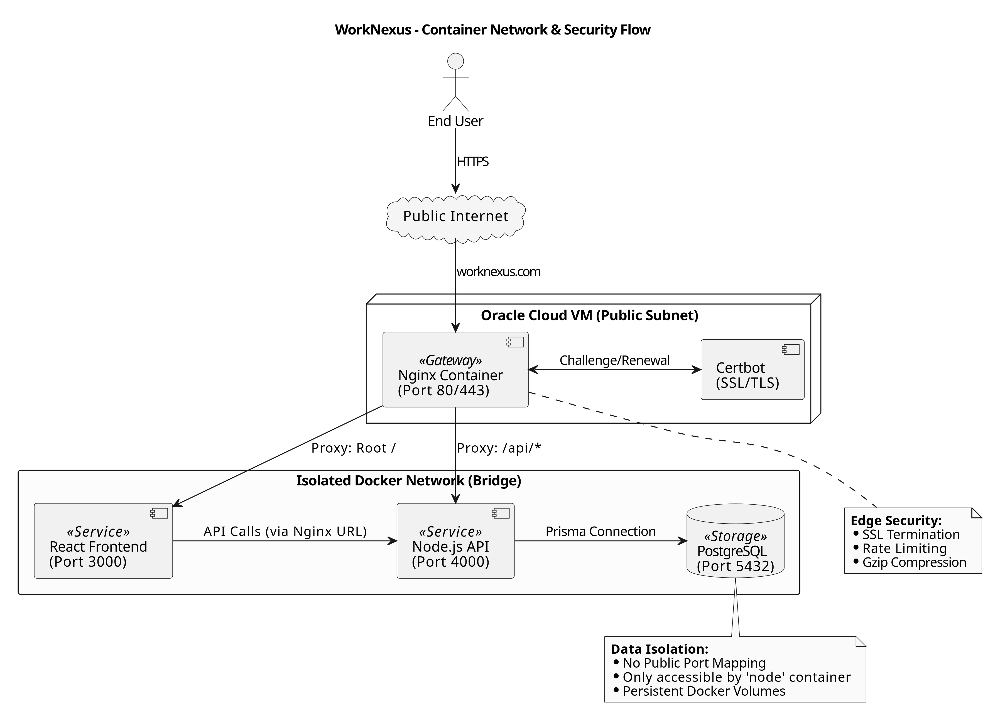 WorkNexus - Container Network & Security Flow
End User
HTTPS
Public Internet
worknexus.com
Oracle Cloud VM (Public Subnet)
«Gateway»
Nginx Container
(Port 80/443)
Challenge/Renewal
Certbot
(SSL/TLS)
Proxy: Root /
Proxy: /api/*
Isolated Docker Network (Bridge)
«Service»
React Frontend
(Port 3000)
API Calls (via Nginx URL)
«Service»
Node.js API
(Port 4000)
Prisma Connection
«Storage»
PostgreSQL
(Port 5432)
Edge Security:
• SSL Termination
• Rate Limiting
• Gzip Compression
Data Isolation:
• No Public Port Mapping
• Only accessible by 'node' container
• Persistent Docker Volumes